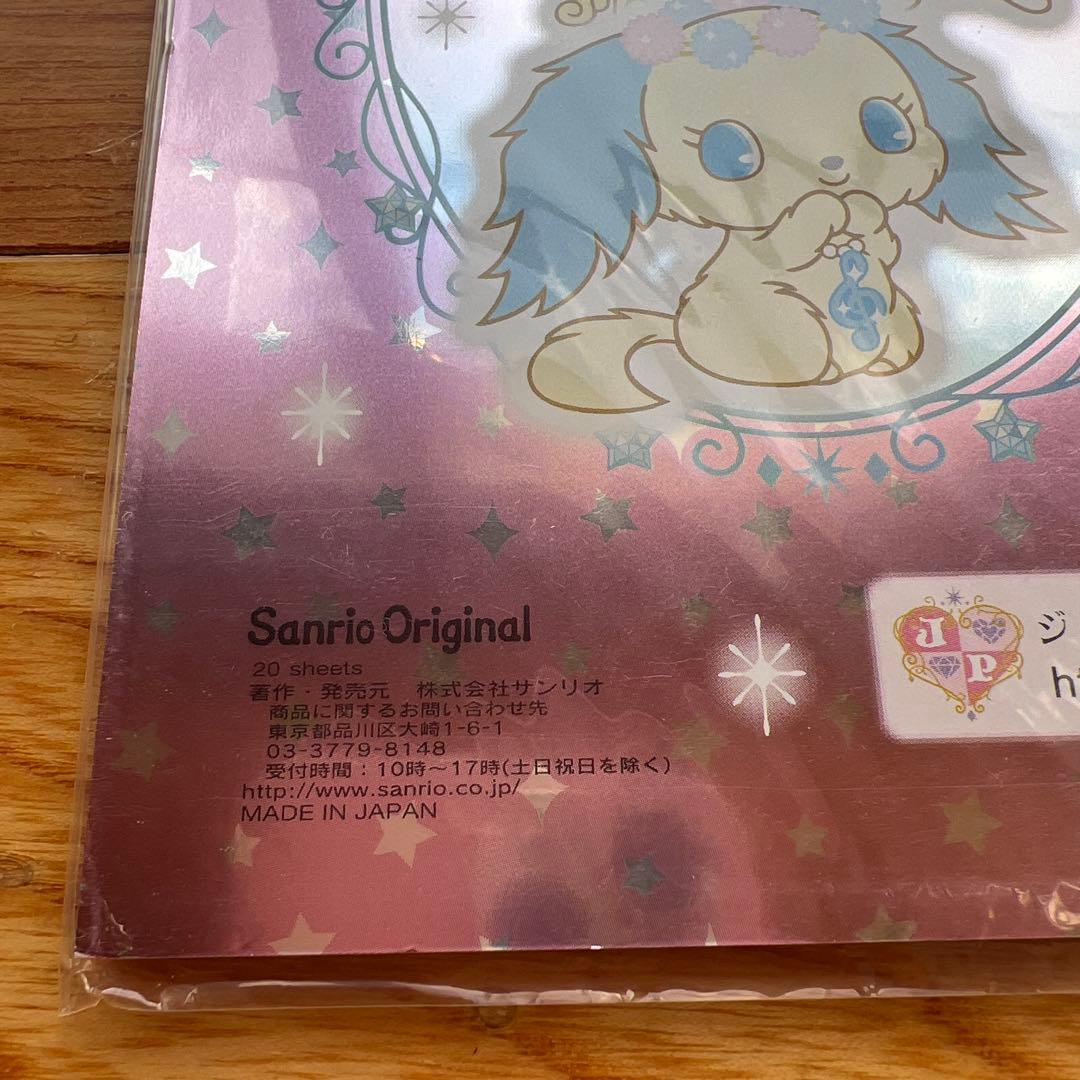 Sanrio Original
20 sheets
著作・発売元 株式会社サンリオ
商品に関するお問い合わせ先
東京都品川区大崎1-6-1
03-3779-8148
受付時間：10時～17時(土日祝日を除く)
http://www.sanrio.co.jp/
MADE IN JAPAN
J P
ジ
ht